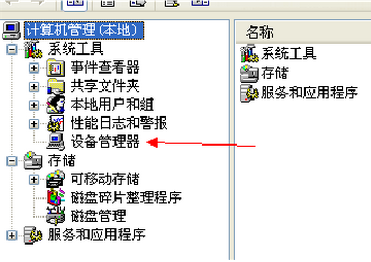 计算机管理(本地)
系统工具
事件查看器
共享文件夹
本地用户和组
性能日志和警报
设备管理器
存储
可移动存储
磁盘碎片整理程序
磁盘管理
服务和应用程序
名称
系统工具
存储
服务和应用程序